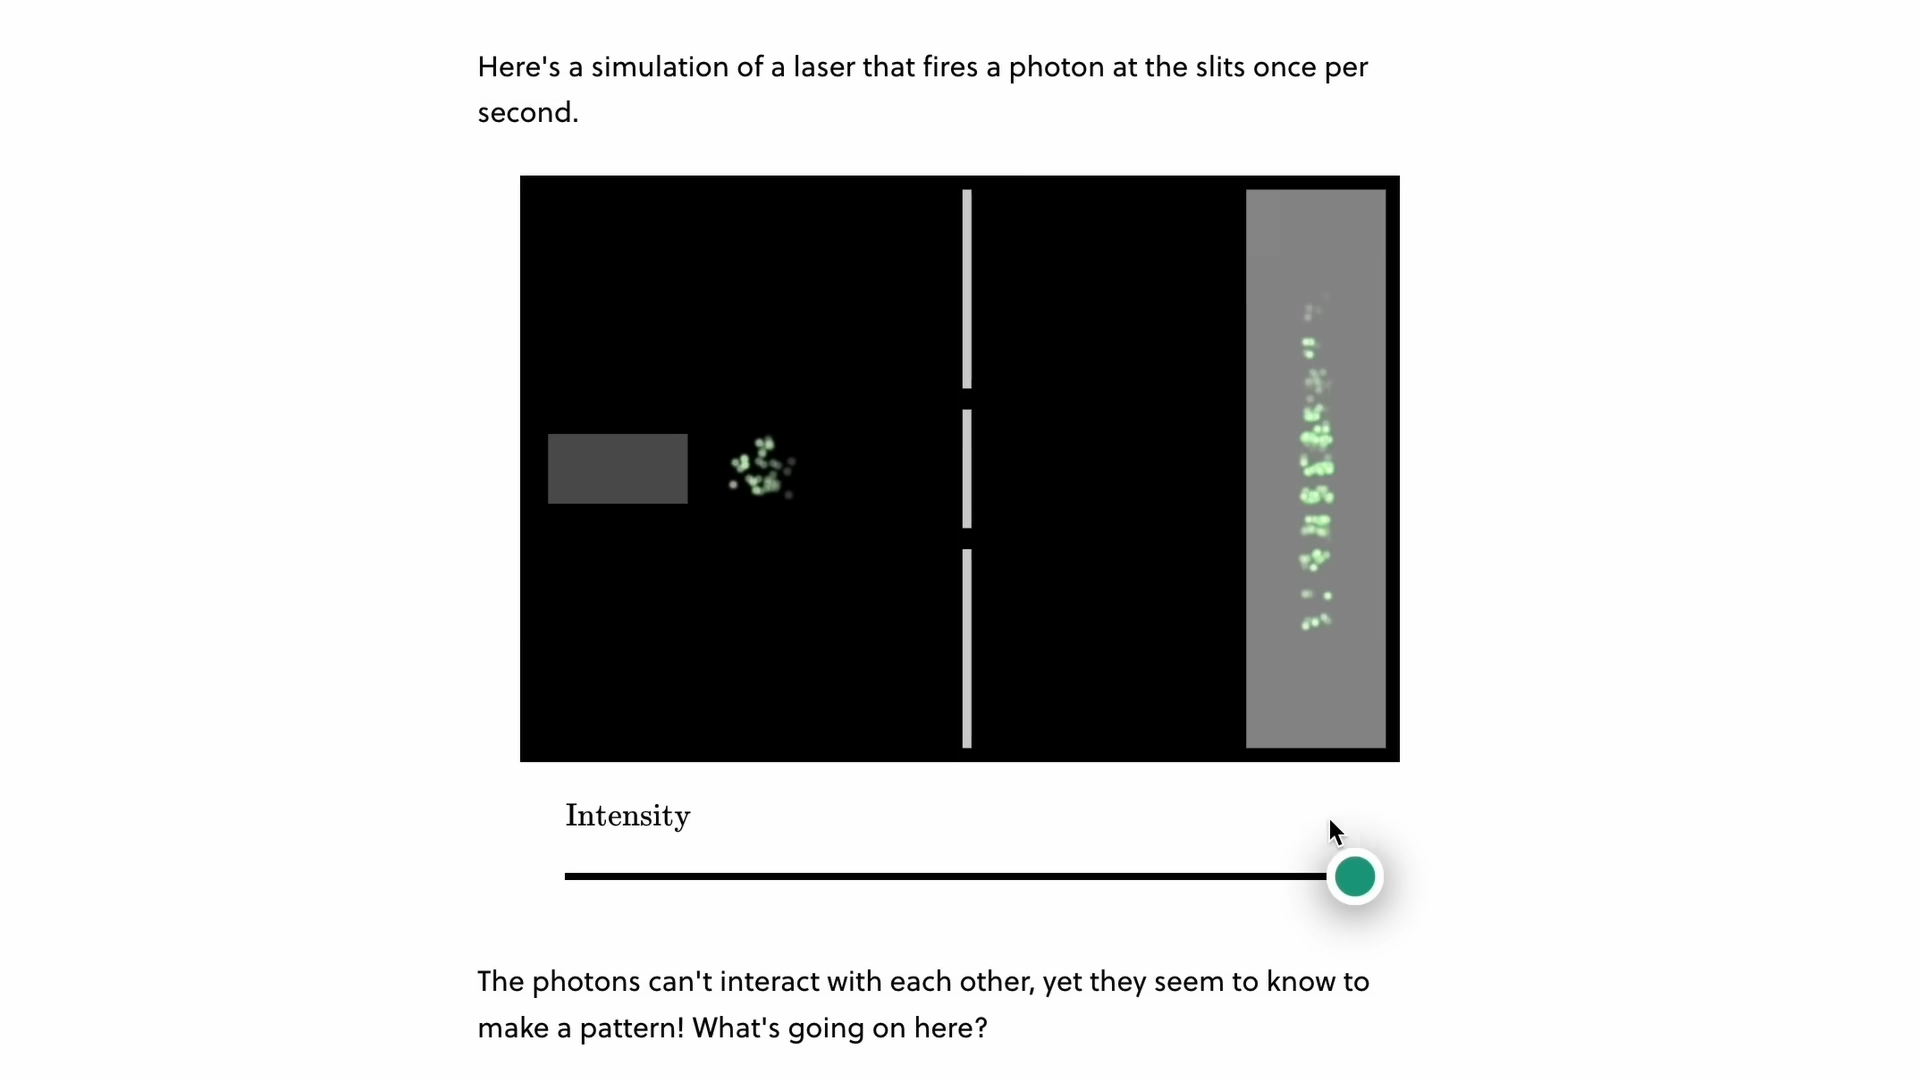 Here's a simulation of a laser that fires a photon at the slits once per
second.
Intensity
The photons can't interact with each other, yet they seem to know to
make a pattern! What's going on here?